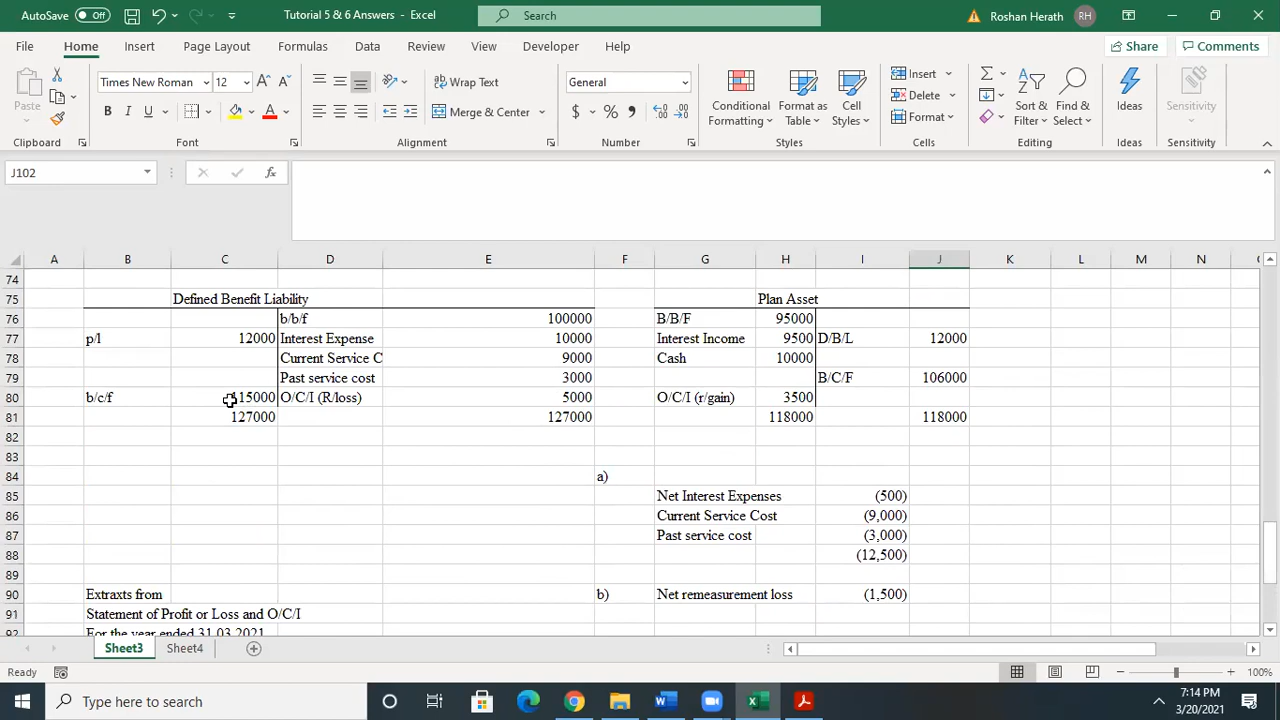 AutoSave Off Tutorial 5 & 6 Answers - Excel Search Roshan Herath RH
File Home Insert Page Layout Formulas Data Review View Developer Help Share Comments
Paste Times New Roman 12 Wrap Text General Conditional Formatting Format as Table Cell Styles Insert Sort & Filter Find & Select Ideas Sensitivity
Merge & Center Delete
Format
Clipboard Font Alignment Number Styles Cells Editing Ideas Sensitivity
J102
A B C D E F G H I J K L M N
74
75 Defined Benefit Liability Plan Asset
76 b/b/f 100000 B/B/F 95000
77 p/l 12000 Interest Expense 10000 Interest Income 9500 D/B/L 12000
78 Current Service C 9000 Cash 10000
79 Past service cost 3000 B/C/F 106000
80 b/c/f 15000 O/C/I (R/loss) 5000 O/C/I (r/gain) 3500
81 127000 127000 118000 118000
82
83
84 a)
85 Net Interest Expenses (500)
86 Current Service Cost (9,000)
87 Past service cost (3,000)
88 (12,500)
89
90 Extraxts from b) Net remeasurement loss (1,500)
91 Statement of Profit or Loss and O/C/I
92 For the year ended 31.03.2021
Sheet3 Sheet4
Ready 100%
Type here to search 7:14 PM
3/20/2021